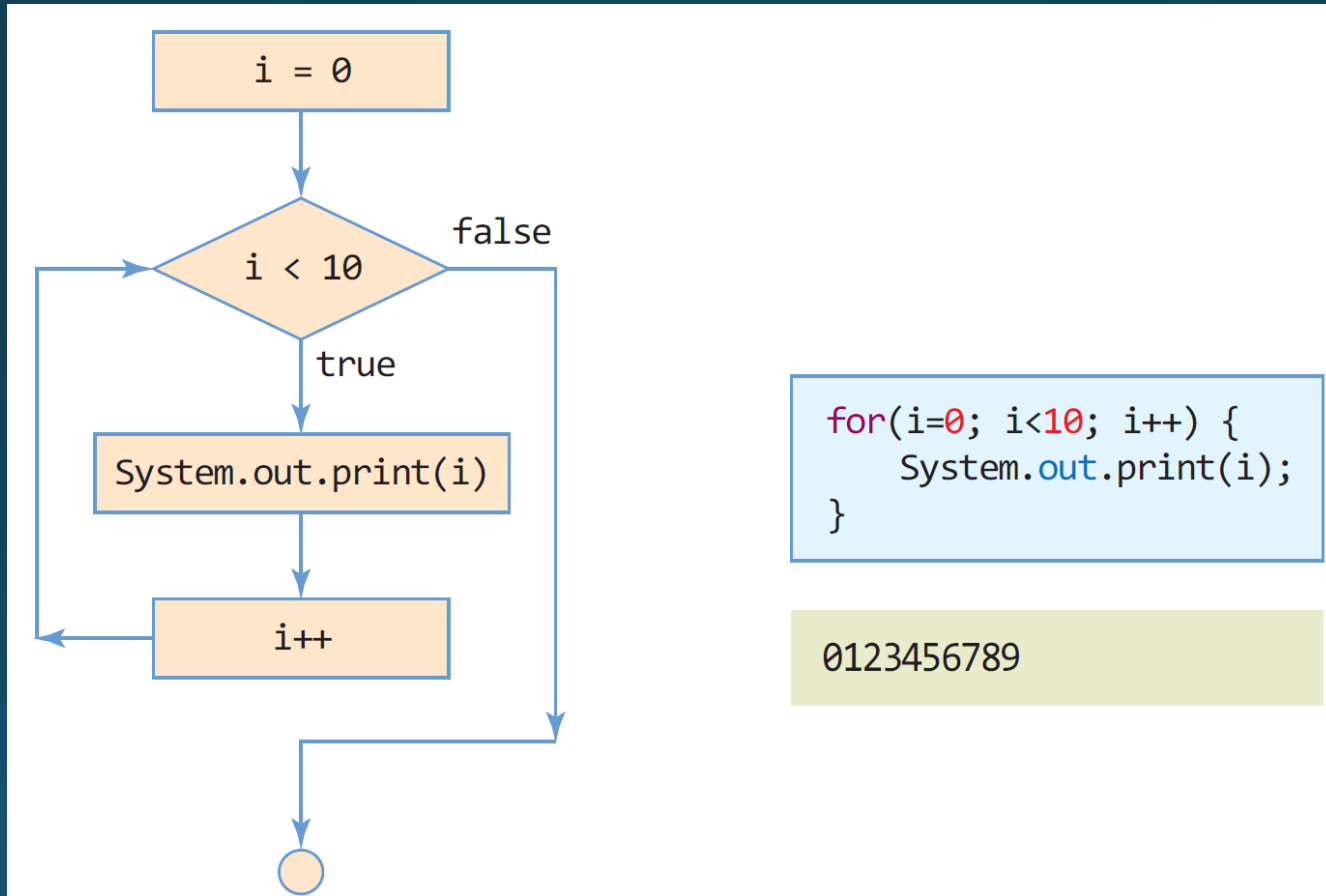 i = 0
i < 10
false
true
System.out.print(i)
i++
for(i=0; i<10; i++) {
System.out.print(i);
}
0123456789